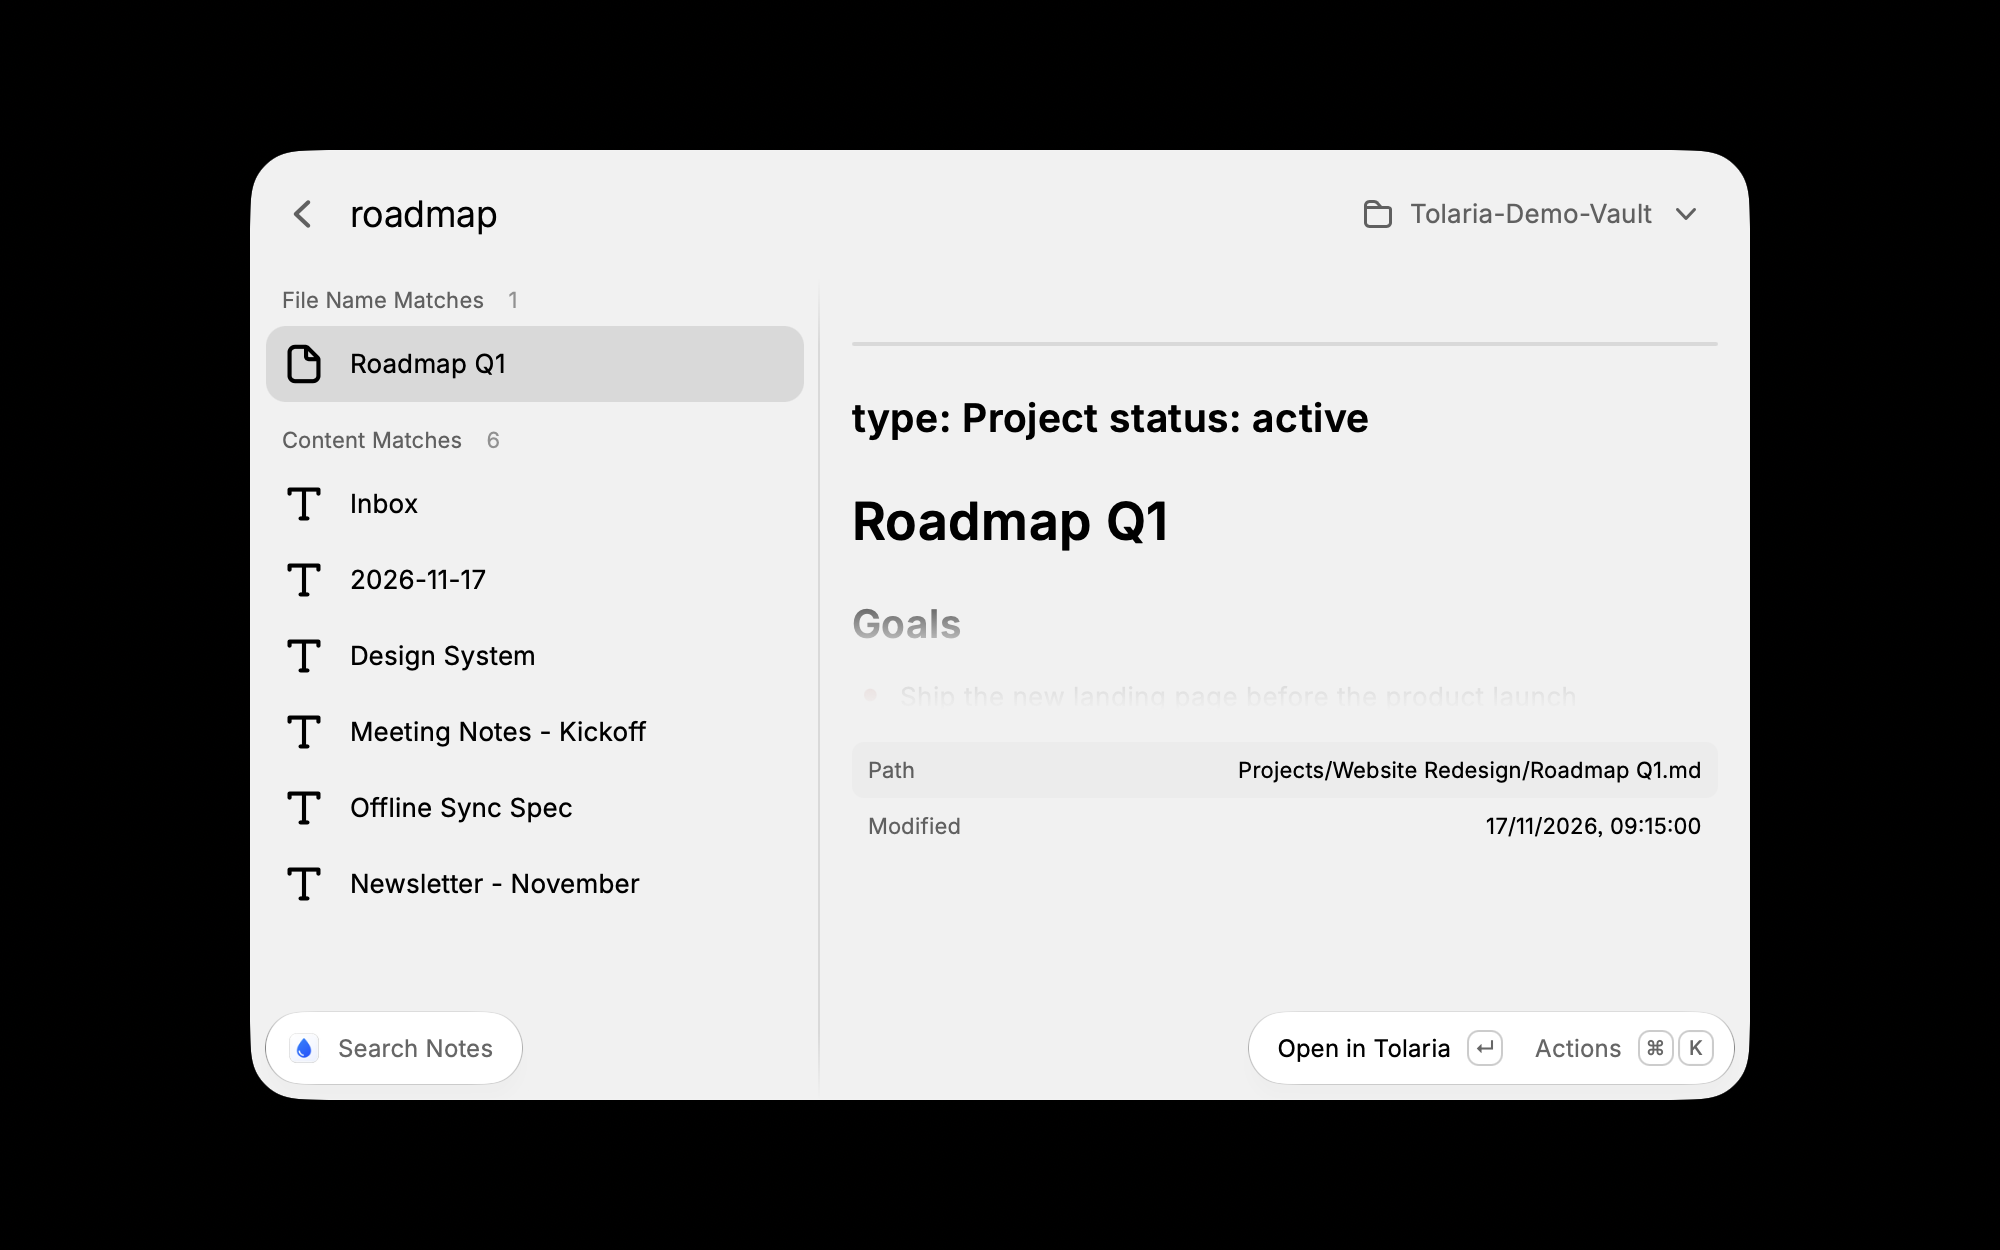 roadmap
Tolaria-Demo-Vault
File Name Matches 1
Roadmap Q1
Content Matches 6
Inbox
2026-11-17
Design System
Meeting Notes - Kickoff
Offline Sync Spec
Newsletter - November
type: Project status: active
Roadmap Q1
Goals
Ship the new landing page before the product launch
Path Projects/Website Redesign/Roadmap Q1.md
Modified 17/11/2026, 09:15:00
Search Notes
Open in Tolaria ↵ Actions ⌘ K